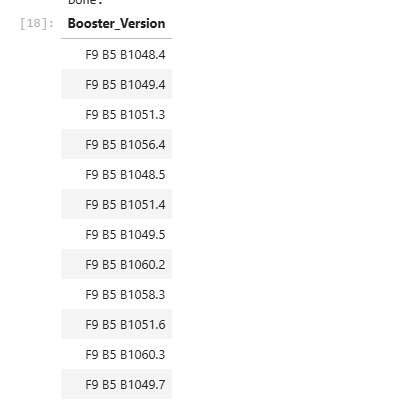 Done.
[18]: Booster_Version
F9 B5 B1048.4
F9 B5 B1049.4
F9 B5 B1051.3
F9 B5 B1056.4
F9 B5 B1048.5
F9 B5 B1051.4
F9 B5 B1049.5
F9 B5 B1060.2
F9 B5 B1058.3
F9 B5 B1051.6
F9 B5 B1060.3
F9 B5 B1049.7